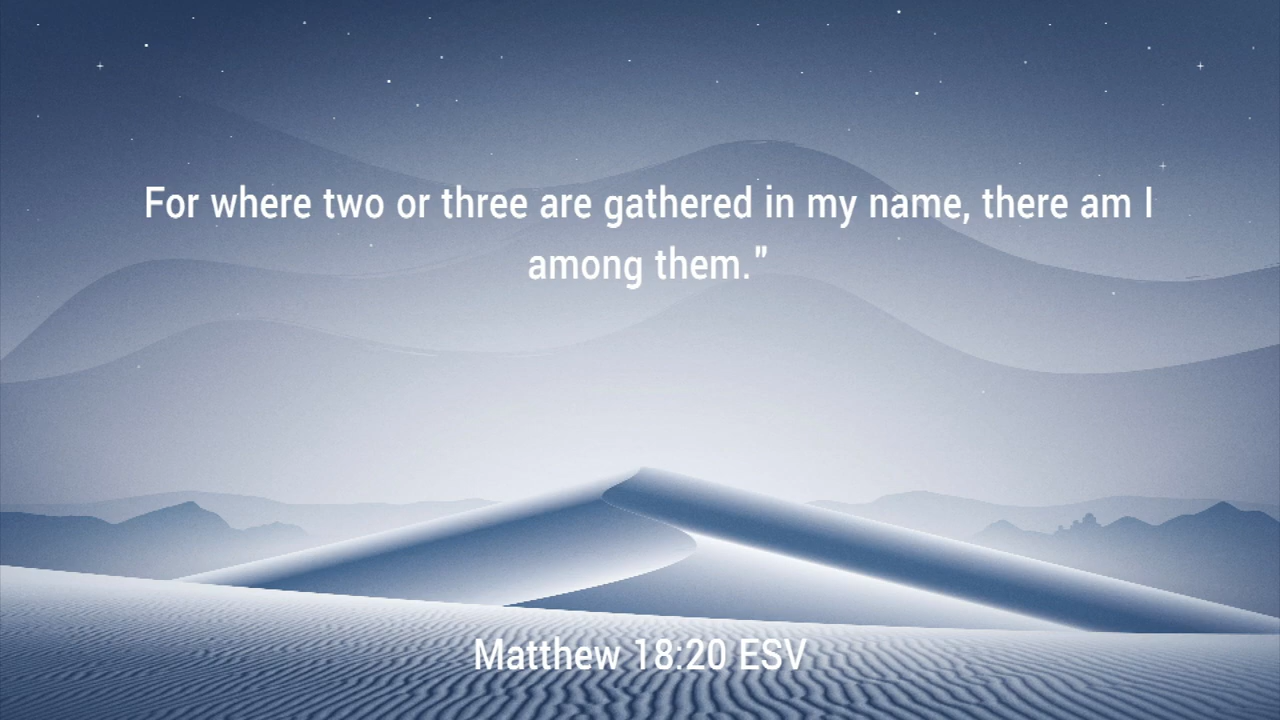 For where two or three are gathered in my name, there am I
among them."
Matthew 18:20 ESV